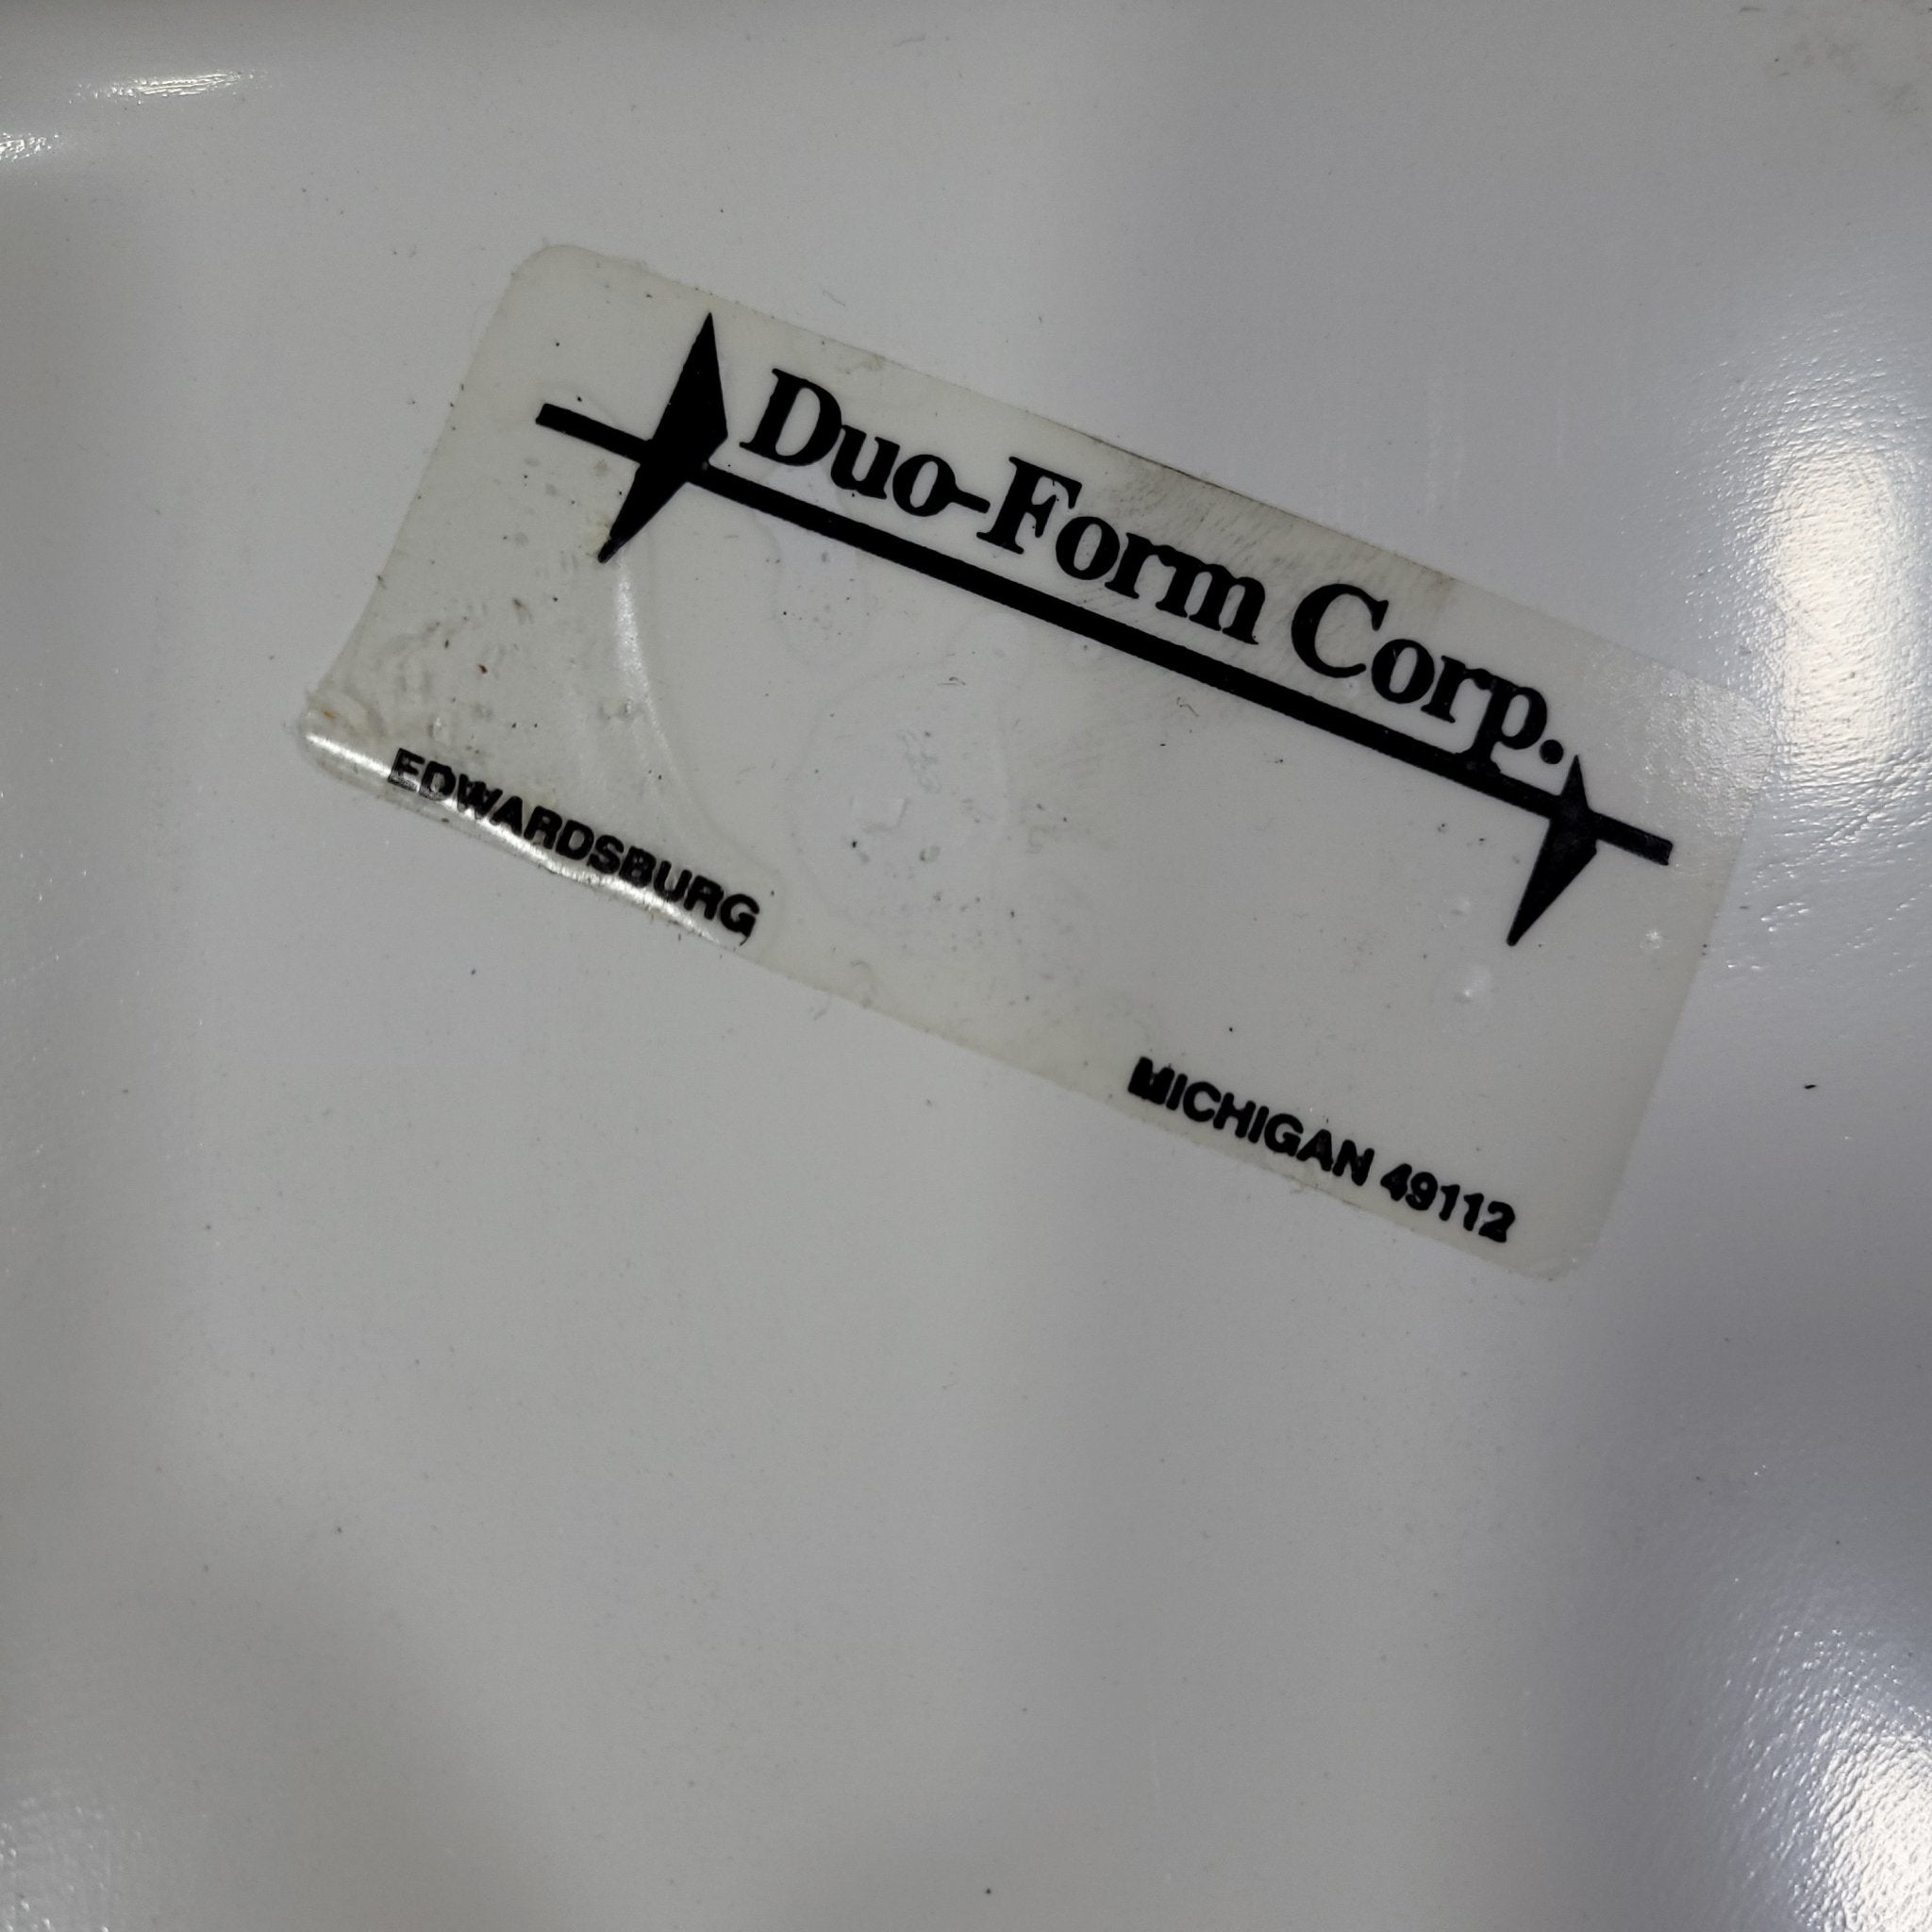 Duo-Form Corp.
EDWARDSBURG MICHIGAN 49112